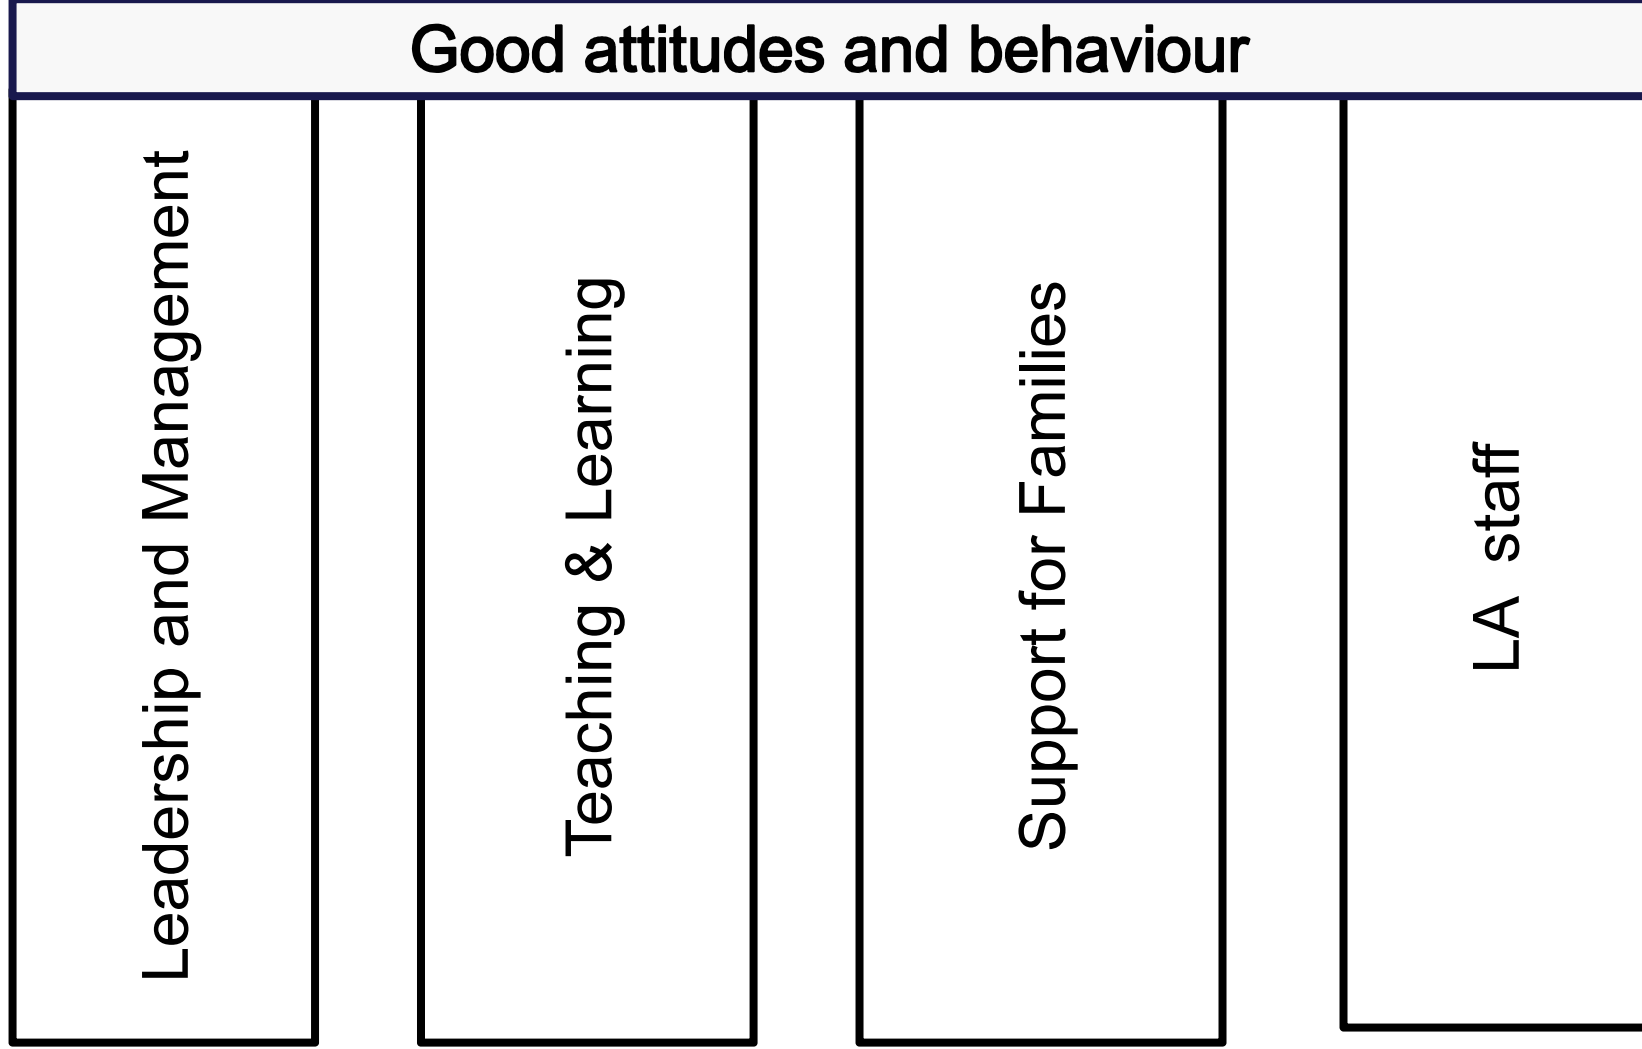 Good attitudes and behaviour
Leadership and Management
Teaching & Learning
Support for Families
LA staff